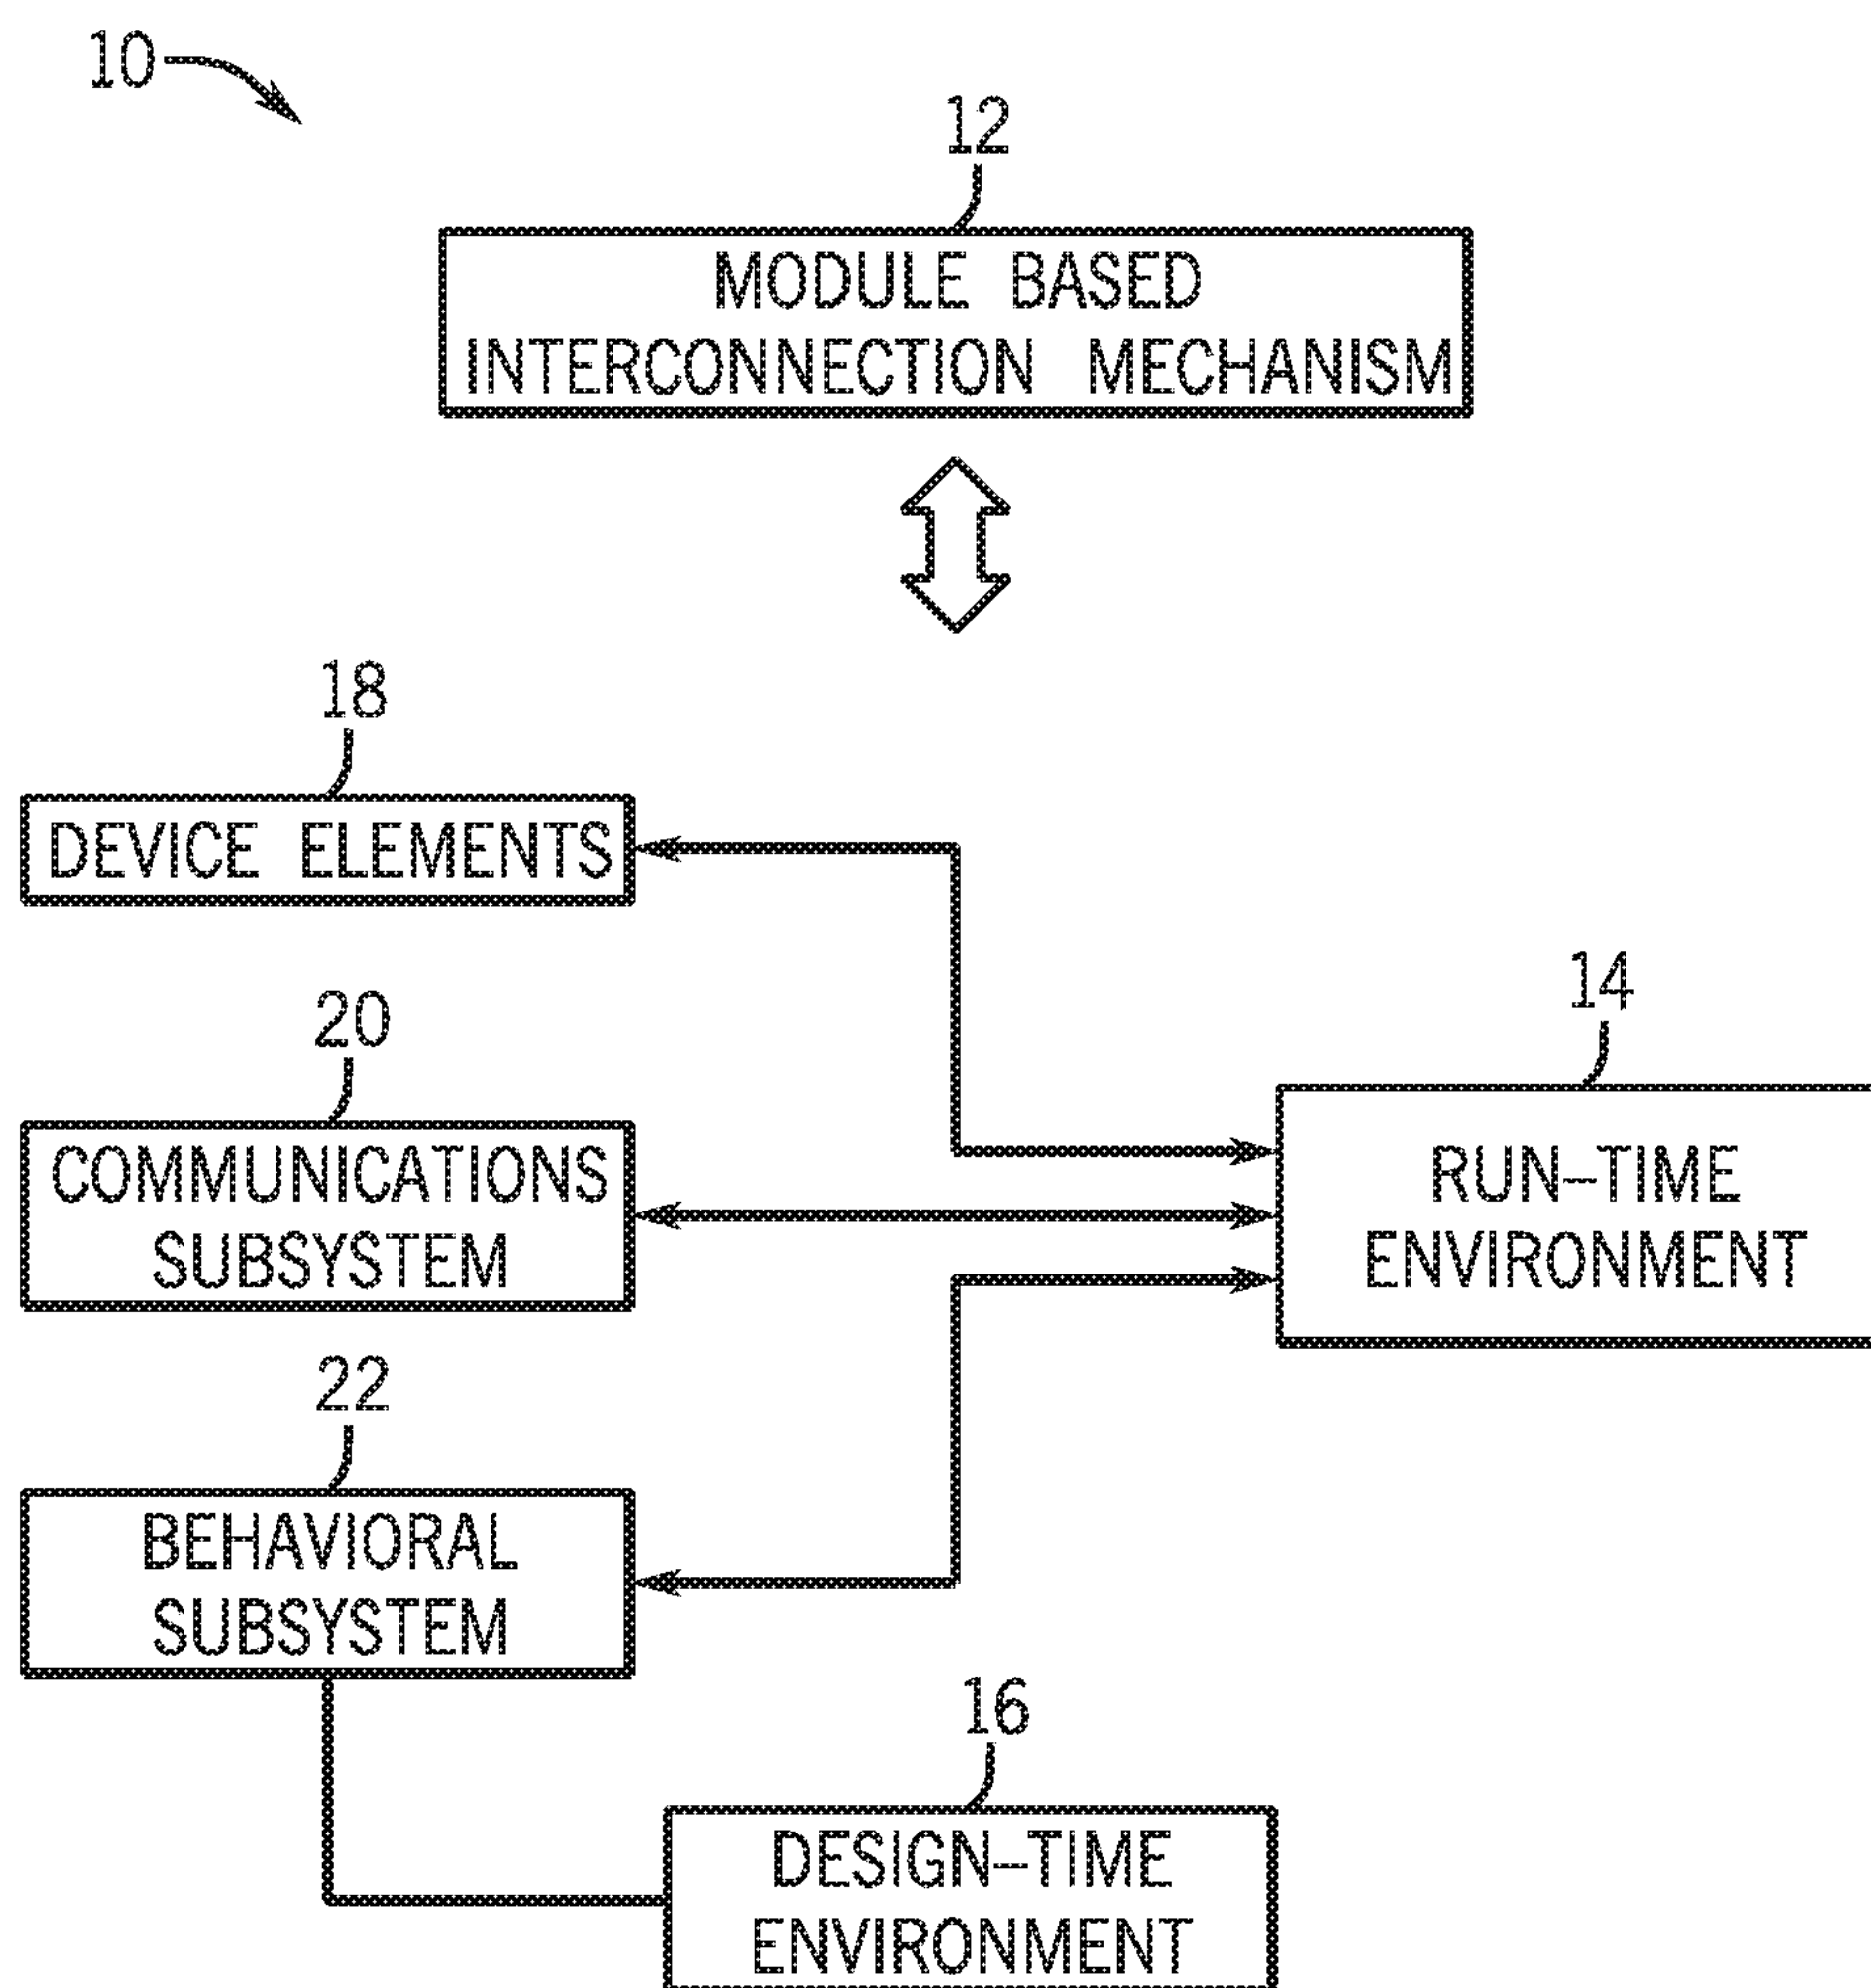 10
12
MODULE BASED
INTERCONNECTION MECHANISM
18
DEVICE ELEMENTS
20
COMMUNICATIONS
SUBSYSTEM
14
RUN–TIME
ENVIRONMENT
22
BEHAVIORAL
SUBSYSTEM
16
DESIGN–TIME
ENVIRONMENT